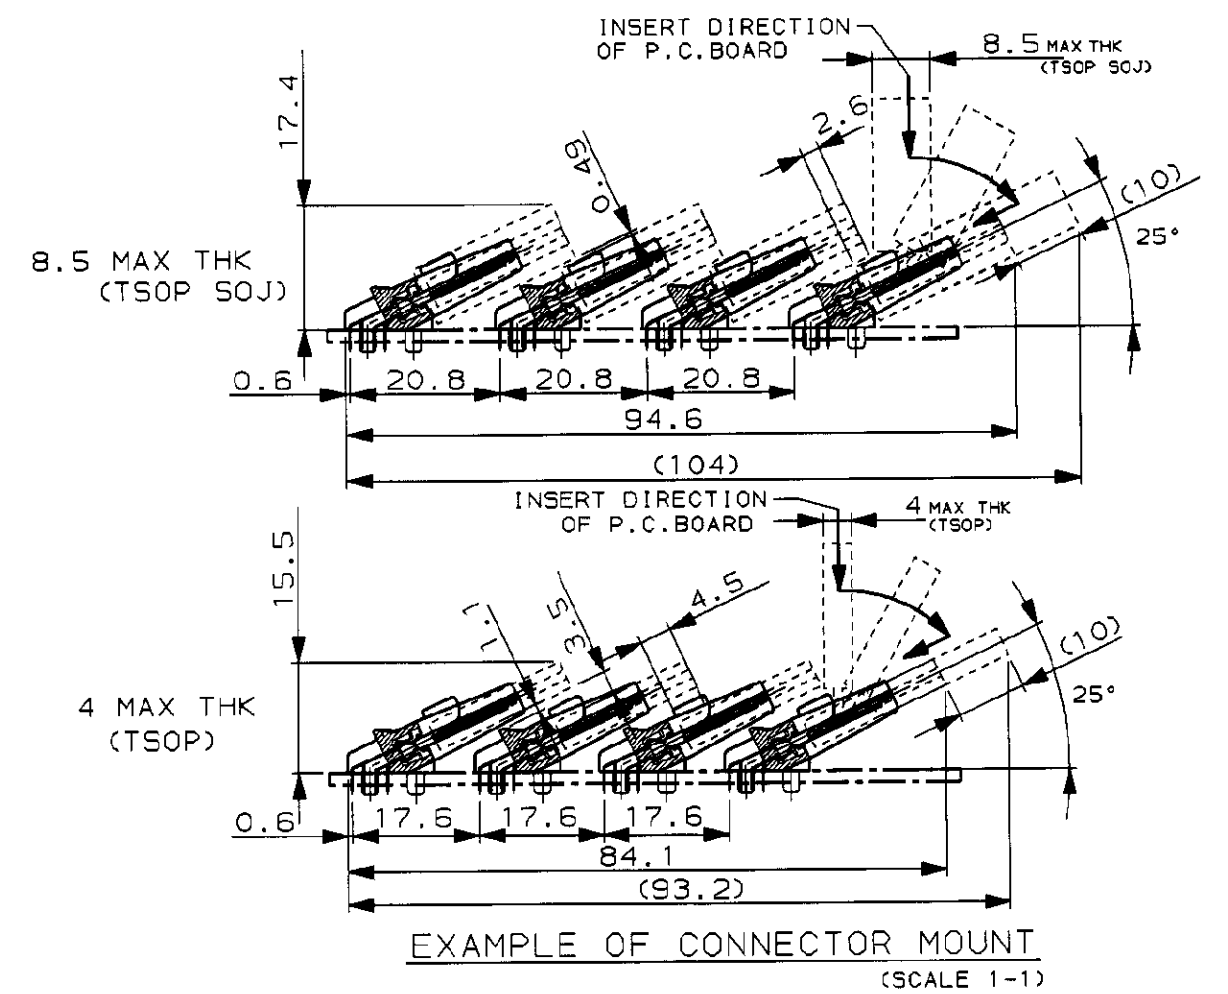 INSERT DIRECTION
OF P.C.BOARD
8.5 MAX THK
(TSOP SOJ)
17.4
2.6
0.49
(10)
25°
8.5 MAX THK
(TSOP SOJ)
0.6
20.8
20.8
20.8
94.6
(104)
INSERT DIRECTION
OF P.C.BOARD
4 MAX THK
(TSOP)
15.5
4.5
3.5
1.1
(10)
25°
4 MAX THK
(TSOP)
0.6
17.6
17.6
17.6
84.1
(93.2)
EXAMPLE OF CONNECTOR MOUNT
(SCALE 1-1)